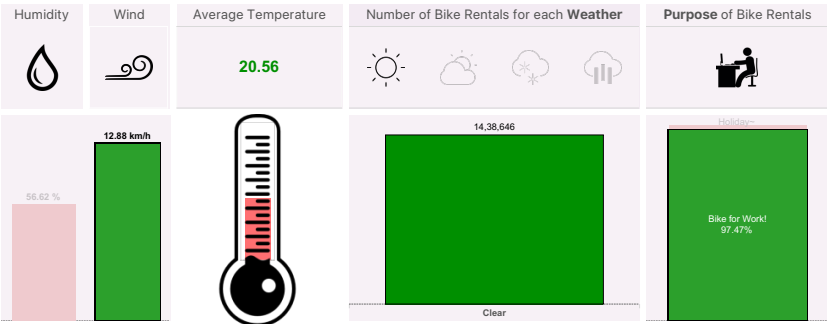 Humidity
Wind
Average Temperature
Number of Bike Rentals for each Weather
Purpose of Bike Rentals
20.56
56.62 %
12.88 km/h
14,38,646
Clear
Holiday~
Bike for Work!
97.47%